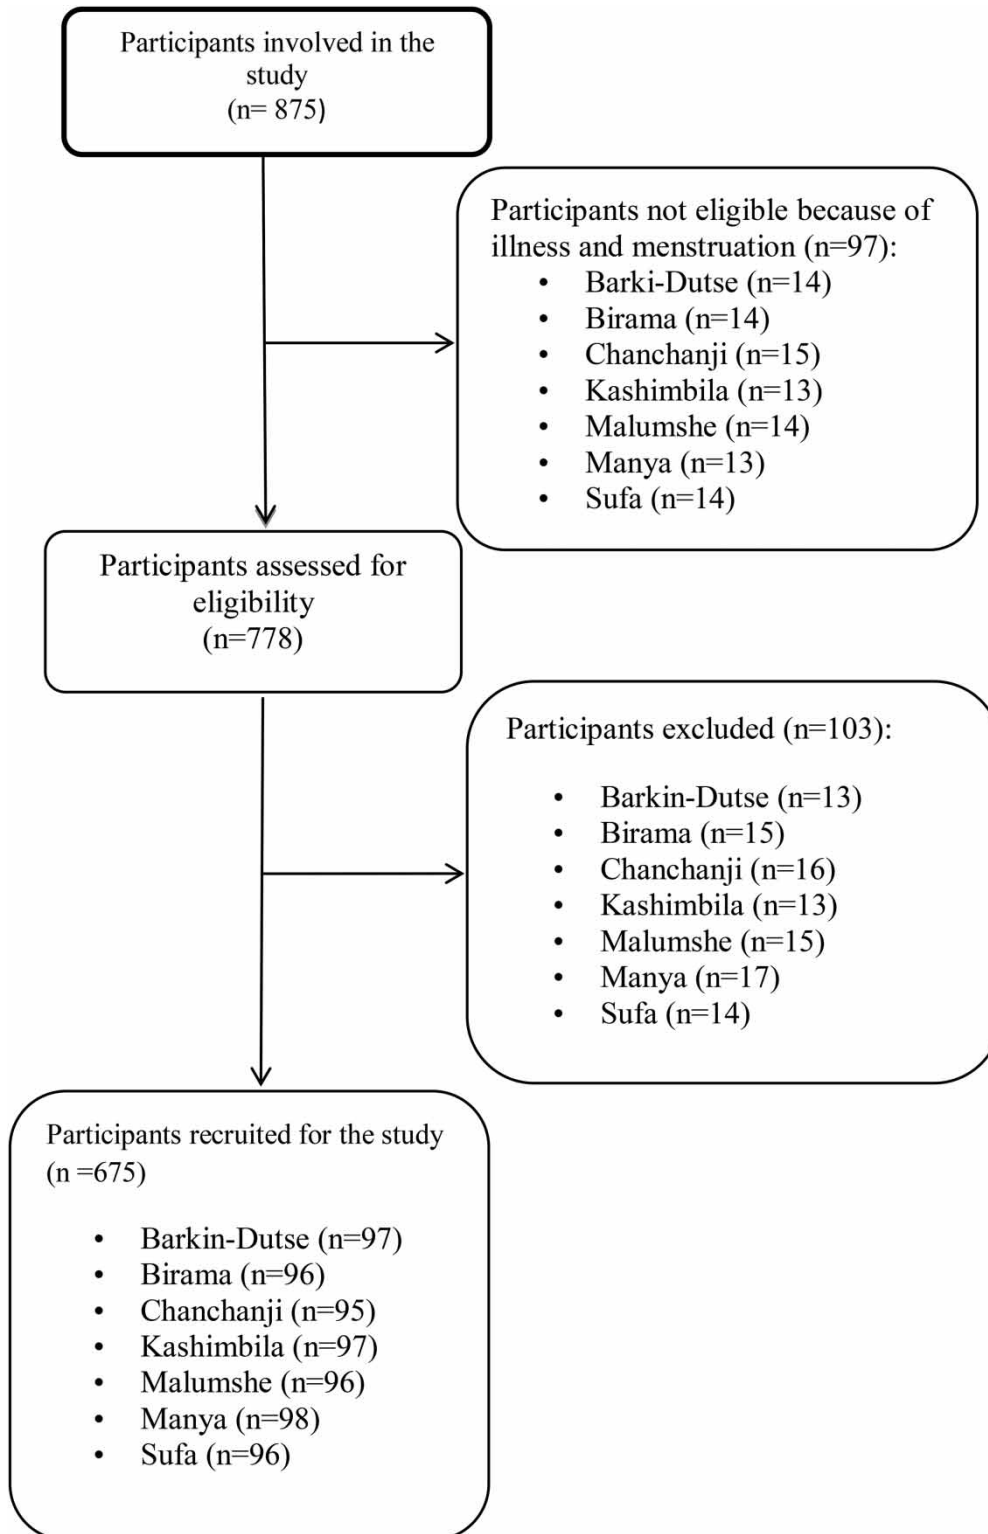 Participants involved in the
study
(n= 875)
Participants not eligible because of
illness and menstruation (n=97):
• Barki-Dutse (n=14)
• Birama (n=14)
• Chanchanji (n=15)
• Kashimbila (n=13)
• Malumshe (n=14)
• Manya (n=13)
• Sufa (n=14)
Participants assessed for
eligibility
(n=778)
Participants excluded (n=103):
• Barkin-Dutse (n=13)
• Birama (n=15)
• Chanchanji (n=16)
• Kashimbila (n=13)
• Malumshe (n=15)
• Manya (n=17)
• Sufa (n=14)
Participants recruited for the study
(n =675)
• Barkin-Dutse (n=97)
• Birama (n=96)
• Chanchanji (n=95)
• Kashimbila (n=97)
• Malumshe (n=96)
• Manya (n=98)
• Sufa (n=96)